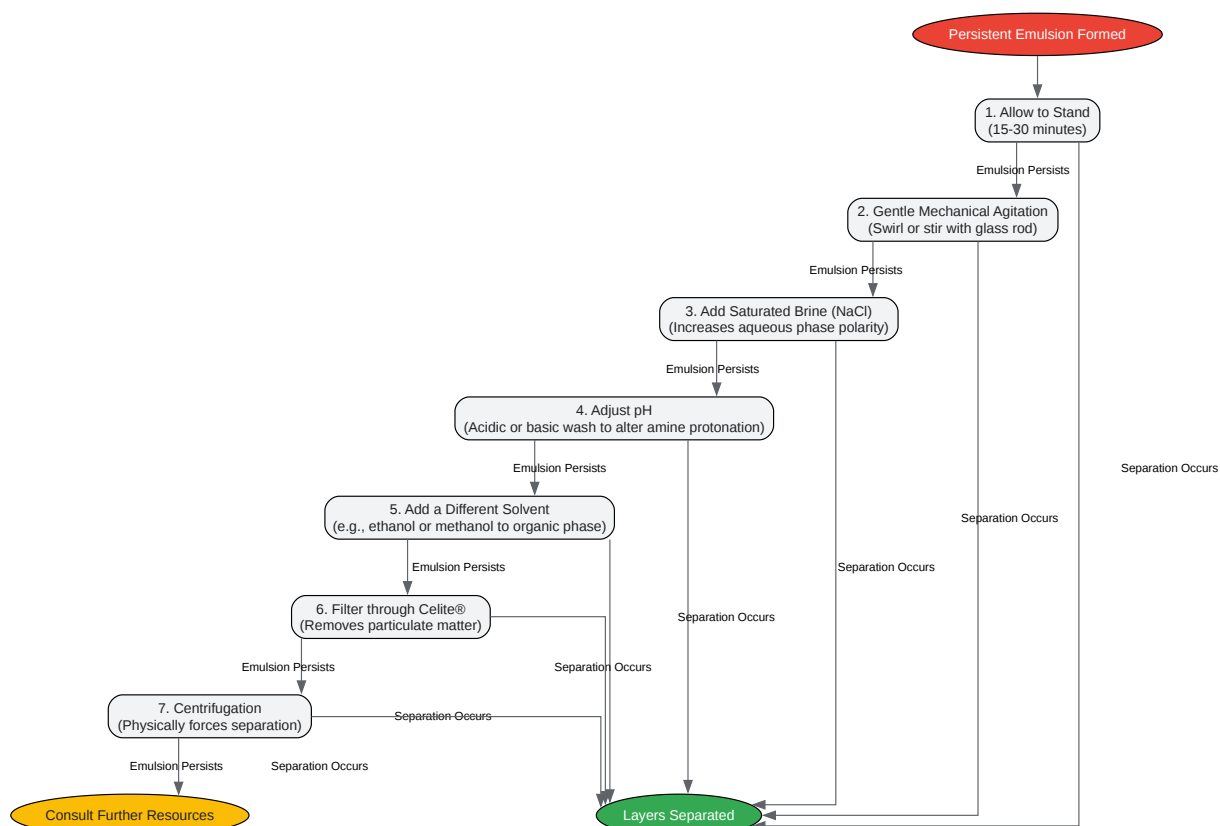 Persistent Emulsion Formed
1. Allow to Stand
(15-30 minutes)
Emulsion Persists
2. Gentle Mechanical Agitation
(Swirl or stir with glass rod)
Emulsion Persists
3. Add Saturated Brine (NaCl)
(Increases aqueous phase polarity)
Emulsion Persists
4. Adjust pH
(Acidic or basic wash to alter amine protonation)
Emulsion Persists
Separation Occurs
5. Add a Different Solvent
(e.g., ethanol or methanol to organic phase)
Separation Occurs
Emulsion Persists
Separation Occurs
6. Filter through Celite®
(Removes particulate matter)
Separation Occurs
Emulsion Persists
Separation Occurs
7. Centrifugation
(Physically forces separation)
Separation Occurs
Emulsion Persists
Separation Occurs
Consult Further Resources
Layers Separated